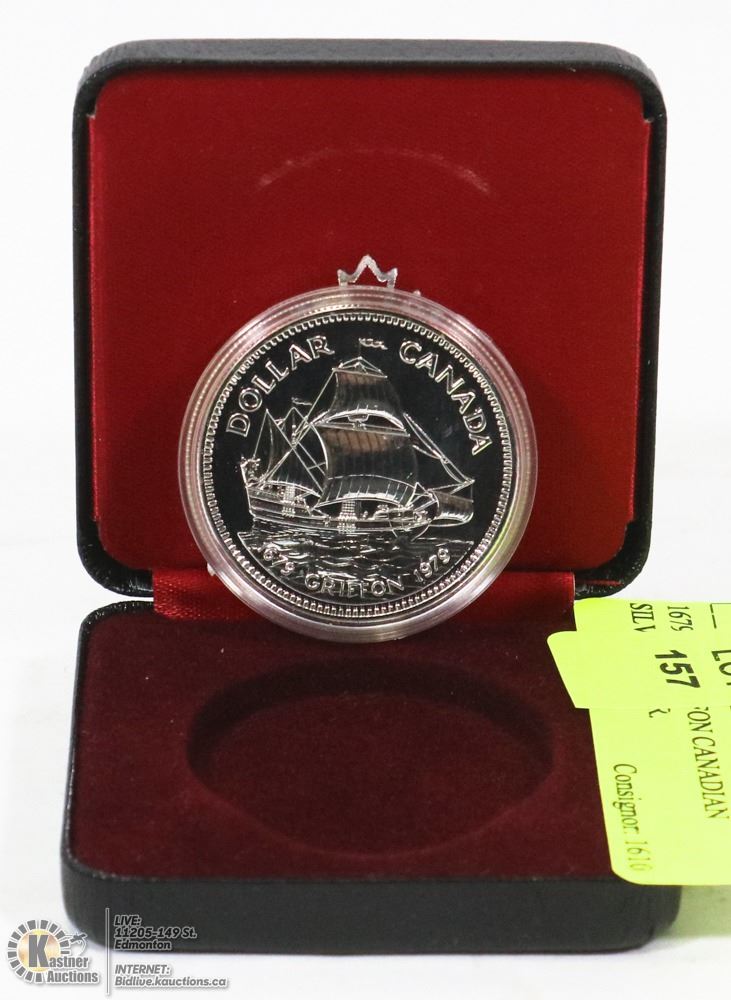 DOLLAR CANADA
1679 GRIFFON 1979
LOT
157
1679
ON CANADIAN
SILV
Consignor: 1610
Kastner
Auctions
LIVE:
11205-149 St.
Edmonton
INTERNET:
Bidlive.kauctions.ca